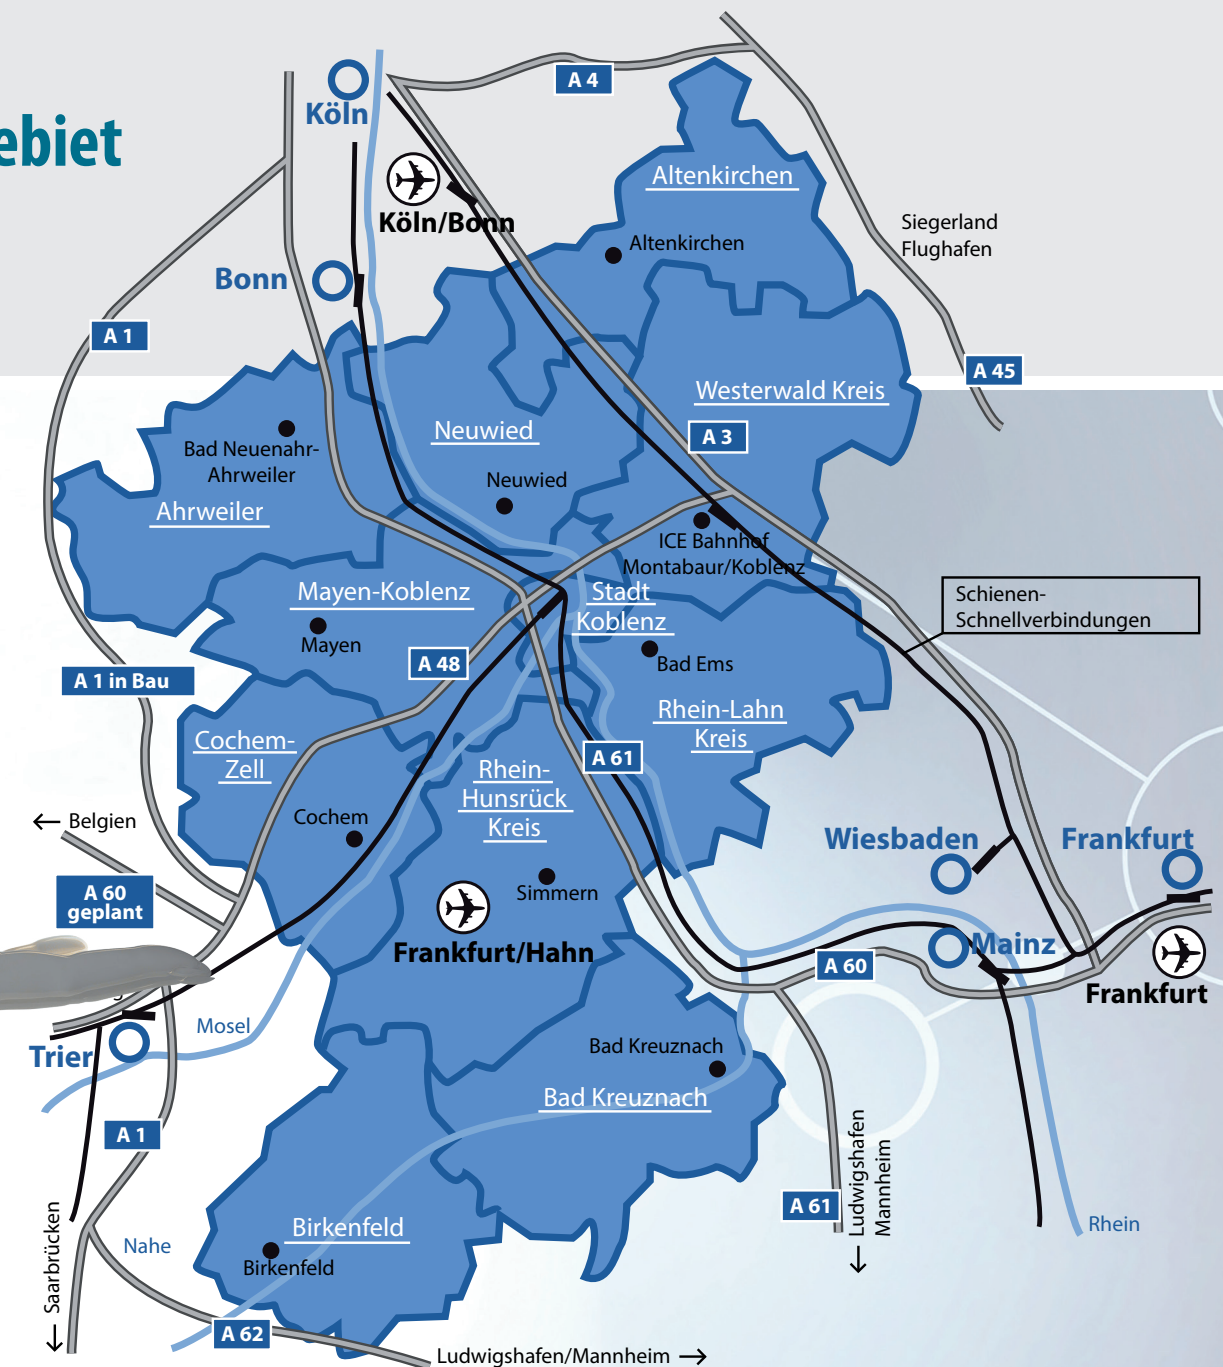 ebiet
Köln
A 4
Köln/Bonn
Altenkirchen
Altenkirchen
Siegerland
Flughafen
Bonn
A 1
A 45
Westerwald Kreis
A 3
Neuwied
Neuwied
Bad Neuenahr-
Ahrweiler
Ahrweiler
ICE Bahnhof
Montabaur/Koblenz
Mayen-Koblenz
Mayen
Stadt
Koblenz
Schienen-
Schnellverbindungen
A 48
Bad Ems
A 1 in Bau
Rhein-Lahn
Kreis
Cochem-
Zell
A 61
Rhein-
Hunsrück
Kreis
Cochem
← Belgien
Wiesbaden
Frankfurt
A 60
geplant
Simmern
Frankfurt/Hahn
Mainz
A 60
Frankfurt
Mosel
Trier
Bad Kreuznach
Bad Kreuznach
A 1
Ludwigshafen
Mannheim
A 61
Rhein
Birkenfeld
Birkenfeld
Nahe
← Saarbrücken
A 62
Ludwigshafen/Mannheim →